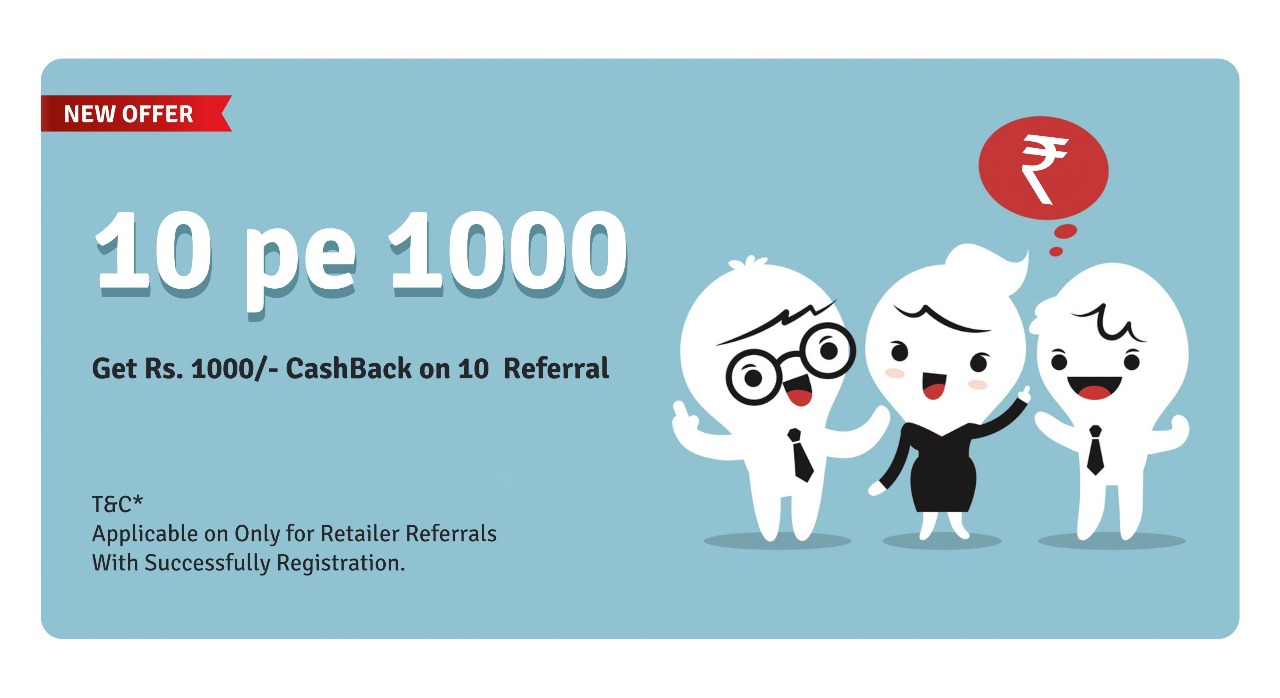 NEW OFFER
₹
10 pe 1000
Get Rs. 1000/- CashBack on 10  Referral
T&C*
Applicable on Only for Retailer Referrals
With Successfully Registration.